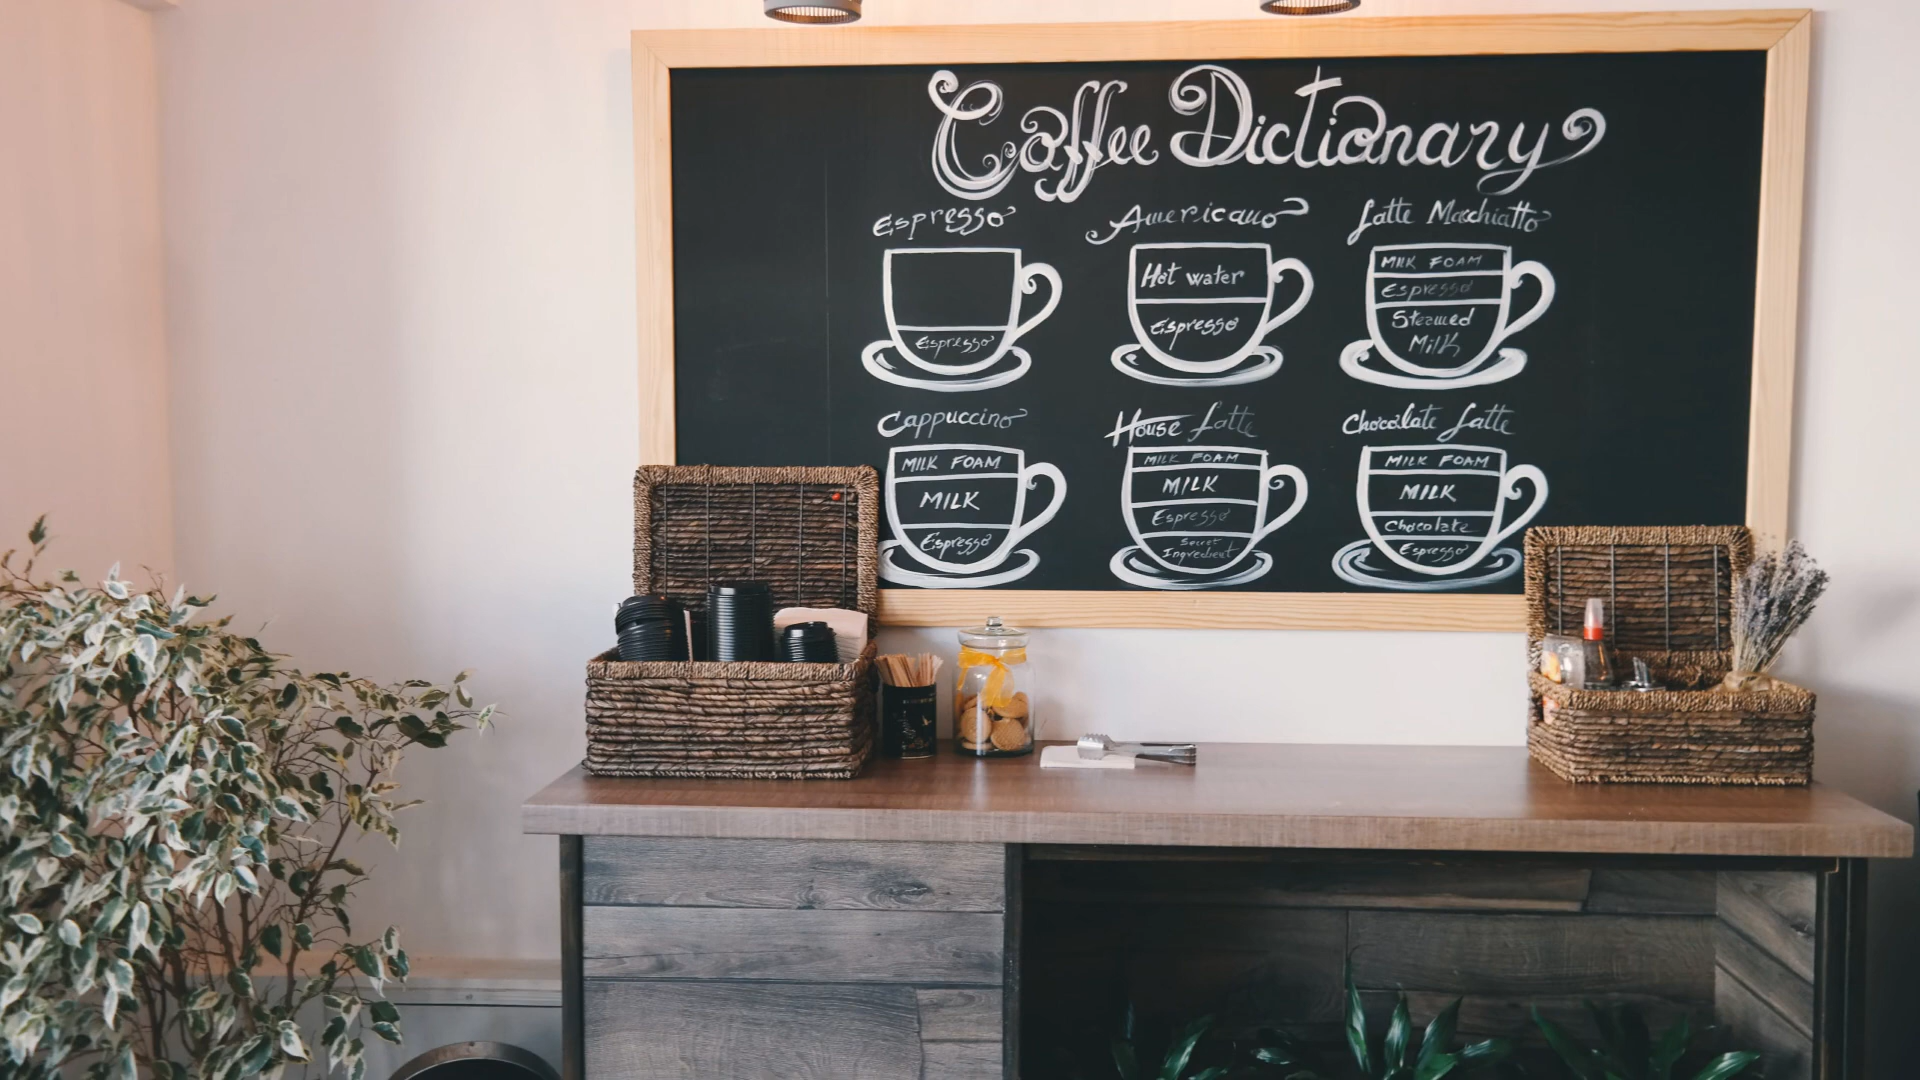 Coffee Dictionary
Espresso
Americano
Latte Macchiatto
Espresso
Hot water
Espresso
MILK FOAM
Espresso
Steamed
Milk
Cappuccino
House Latte
Chocolate Latte
MILK FOAM
MILK
Espresso
MILK FOAM
MILK
Espresso
Secret
Ingredient
MILK FOAM
MILK
Chocolate
Espresso